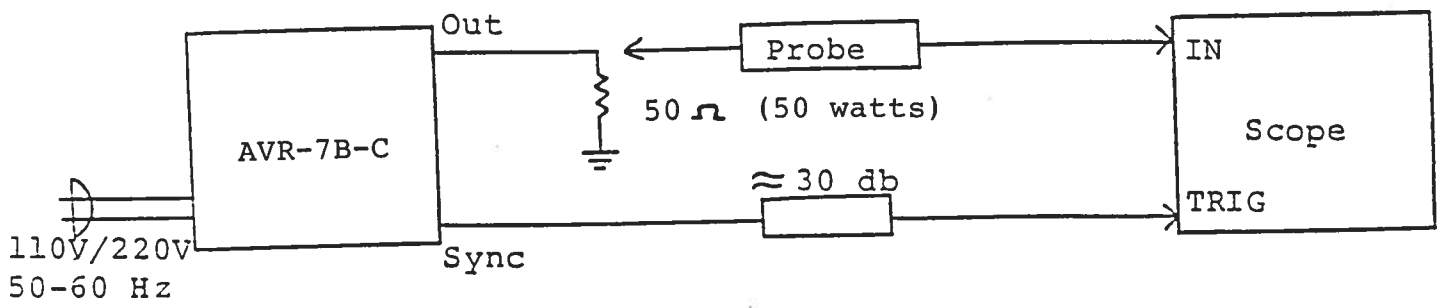 Out
Probe
IN
50 Ω (50 watts)
Scope
AVR-7B-C
≈ 30 db
TRIG
110V/220V
Sync
50-60 Hz